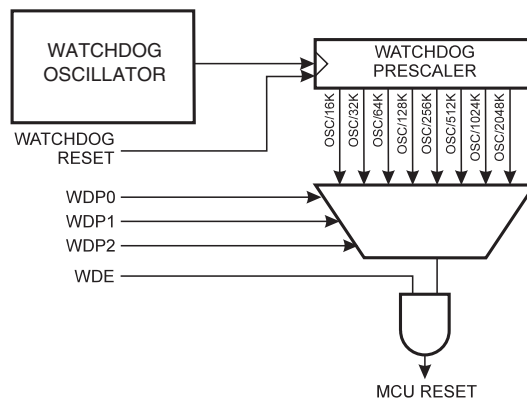 WATCHDOG
OSCILLATOR
WATCHDOG
PRESCALER
WATCHDOG
RESET
OSC/16K
OSC/32K
OSC/64K
OSC/128K
OSC/256K
OSC/512K
OSC/1024K
OSC/2048K
WDP0
WDP1
WDP2
WDE
MCU RESET